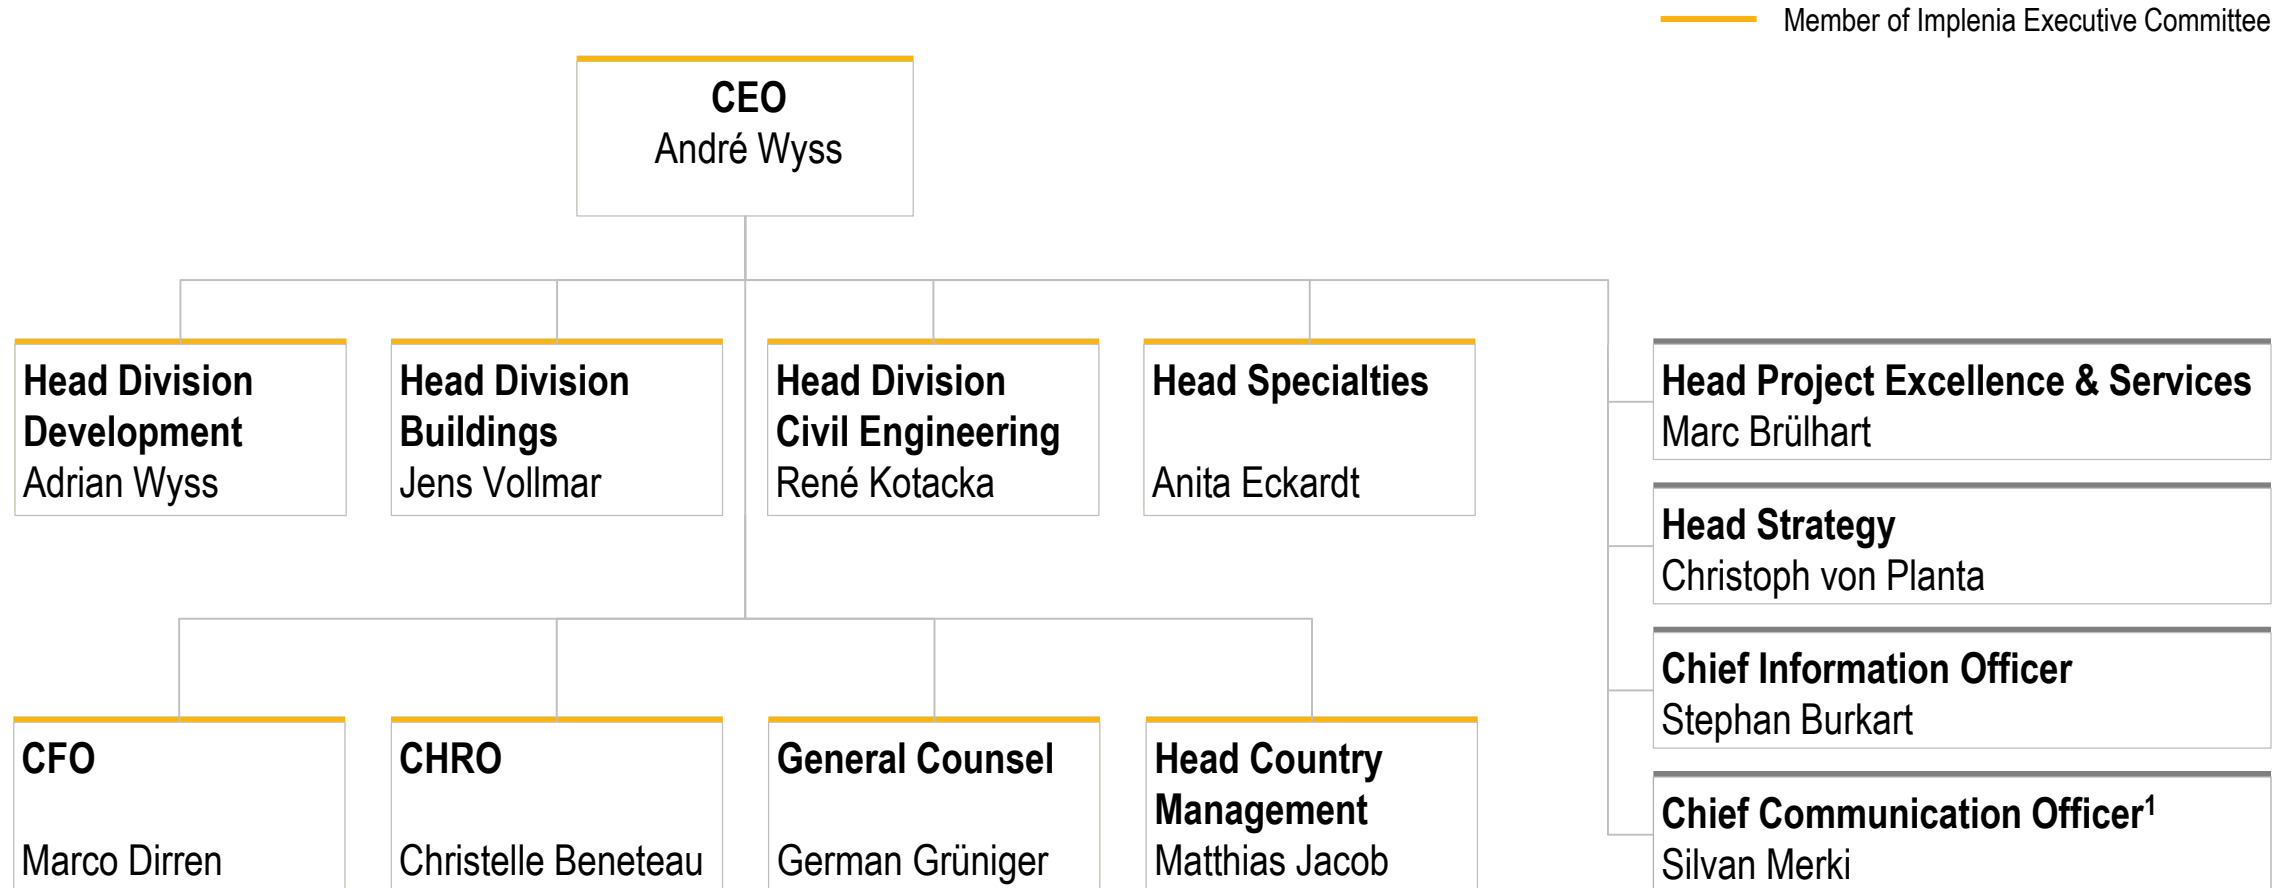 Member of Implenia Executive Committee
CEO
André Wyss
Head Division
Development
Adrian Wyss
Head Division
Buildings
Jens Vollmar
Head Division
Civil Engineering
René Kotacka
Head Specialties
Anita Eckardt
Head Project Excellence & Services
Marc Brülhart
Head Strategy
Christoph von Planta
Chief Information Officer
Stephan Burkart
Chief Communication Officer¹
Silvan Merki
CFO
Marco Dirren
CHRO
Christelle Beneteau
General Counsel
German Grüniger
Head Country
Management
Matthias Jacob